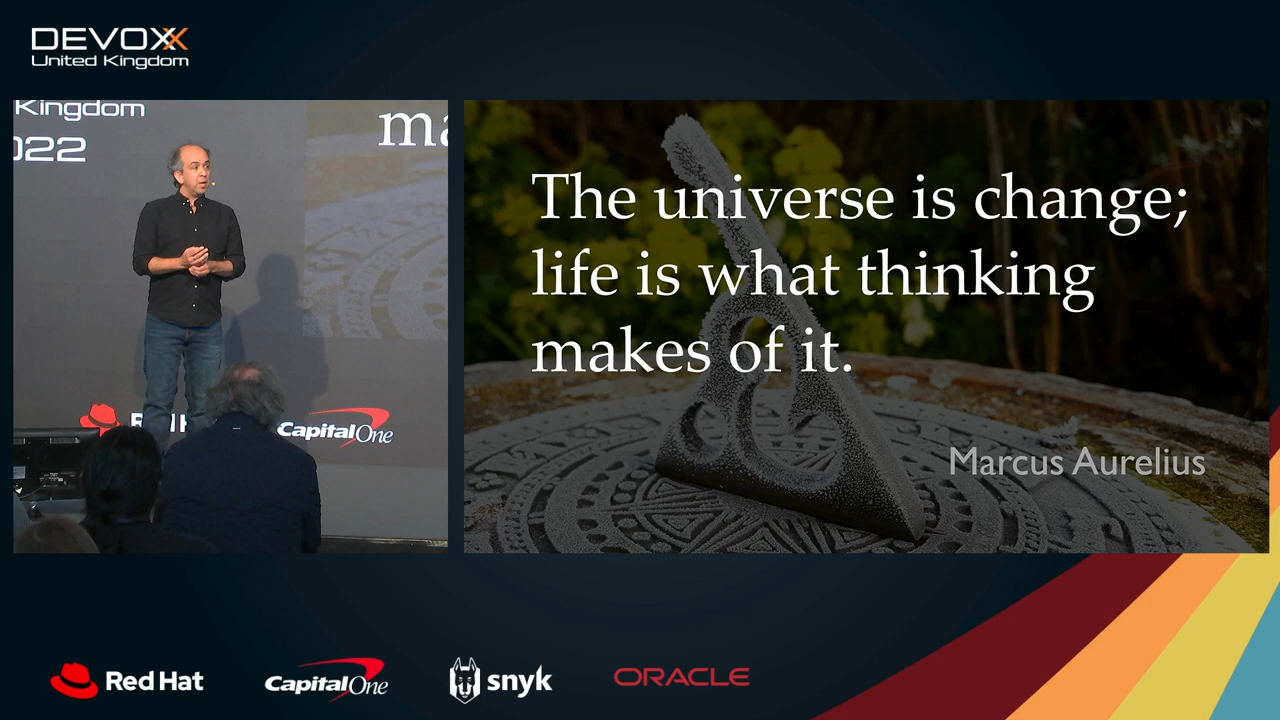 DEVOXX
United Kingdom
Kingdom
022
ma
The universe is change;
life is what thinking
makes of it.
Marcus Aurelius
Capital One
Red Hat
Capital One
snyk
ORACLE